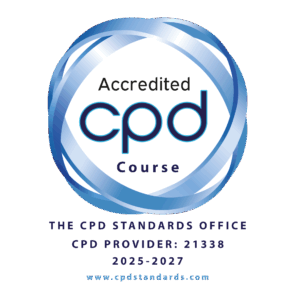 Accredited
cpd
Course
THE CPD STANDARDS OFFICE
CPD PROVIDER: 21338
2025-2027
www.cpdstandards.com